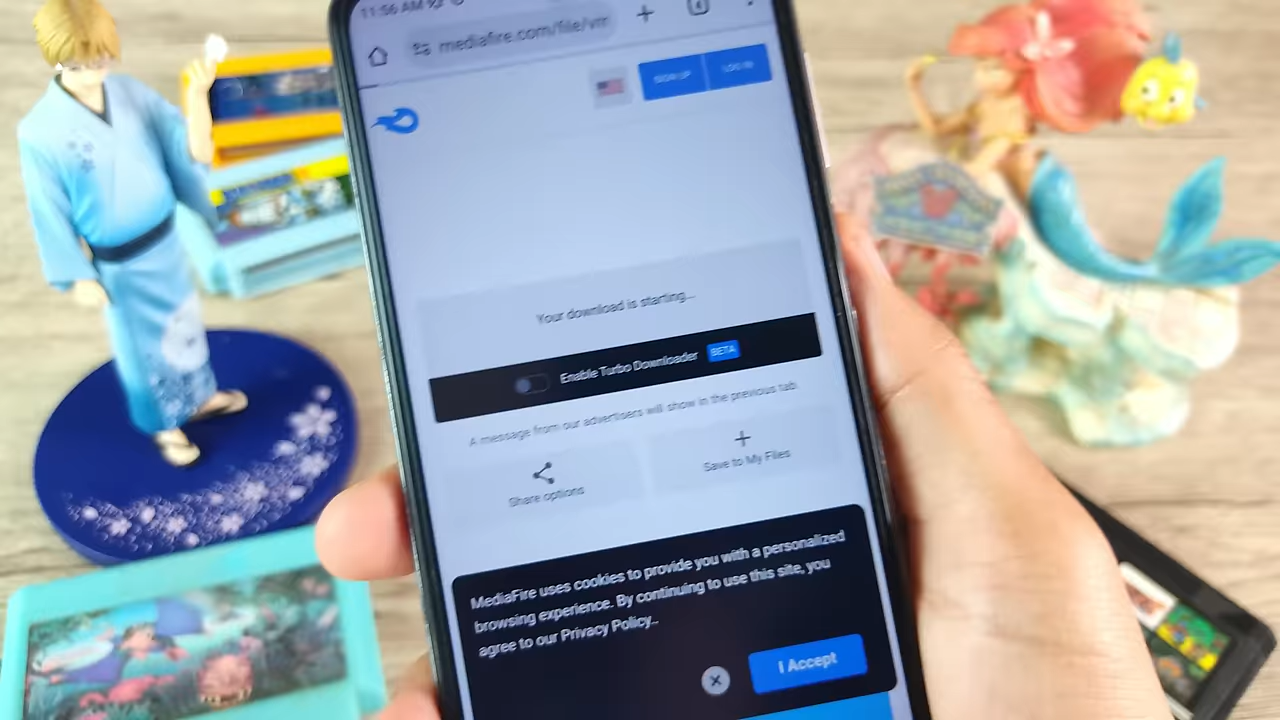 11:56 AM
mediafire.com/file/vm
4
SIGN UP
LOG IN
Your download is starting...
Enable Turbo Downloader BETA
A message from our advertisers will show in the previous tab
Share options
Save to My Files
MediaFire uses cookies to provide you with a personalized
browsing experience. By continuing to use this site, you
agree to our Privacy Policy..
I Accept